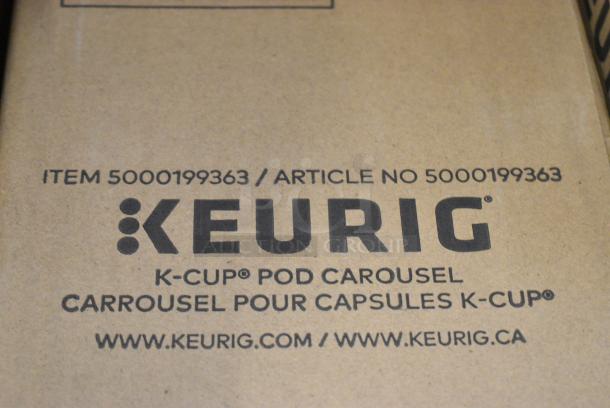 ITEM 5000199363 / ARTICLE NO 5000199363
KEURIG®
AUCTION GROUP
K-CUP® POD CAROUSEL
CARROUSEL POUR CAPSULES K-CUP®
WWW.KEURIG.COM / WWW.KEURIG.CA